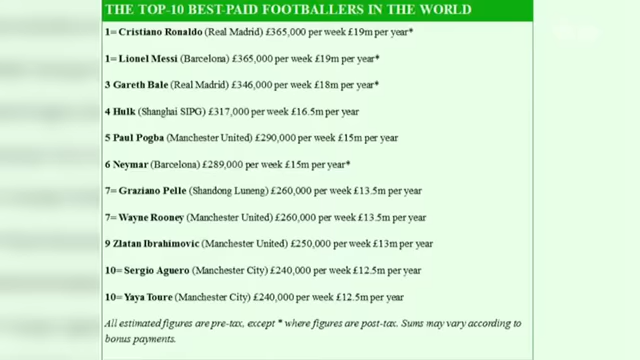 THE TOP-10 BEST-PAID FOOTBALLERS IN THE WORLD
1= Cristiano Ronaldo (Real Madrid) £365,000 per week £19m per year*
1= Lionel Messi (Barcelona) £365,000 per week £19m per year*
3 Gareth Bale (Real Madrid) £346,000 per week £18m per year*
4 Hulk (Shanghai SIPG) £317,000 per week £16.5m per year
5 Paul Pogba (Manchester United) £290,000 per week £15m per year
6 Neymar (Barcelona) £289,000 per week £15m per year*
7= Graziano Pelle (Shandong Luneng) £260,000 per week £13.5m per year
7= Wayne Rooney (Manchester United) £260,000 per week £13.5m per year
9 Zlatan Ibrahimovic (Manchester United) £250,000 per week £13m per year
10= Sergio Aguero (Manchester City) £240,000 per week £12.5m per year
10= Yaya Toure (Manchester City) £240,000 per week £12.5m per year
All estimated figures are pre-tax, except * where figures are post-tax. Sums may vary according to
bonus payments.